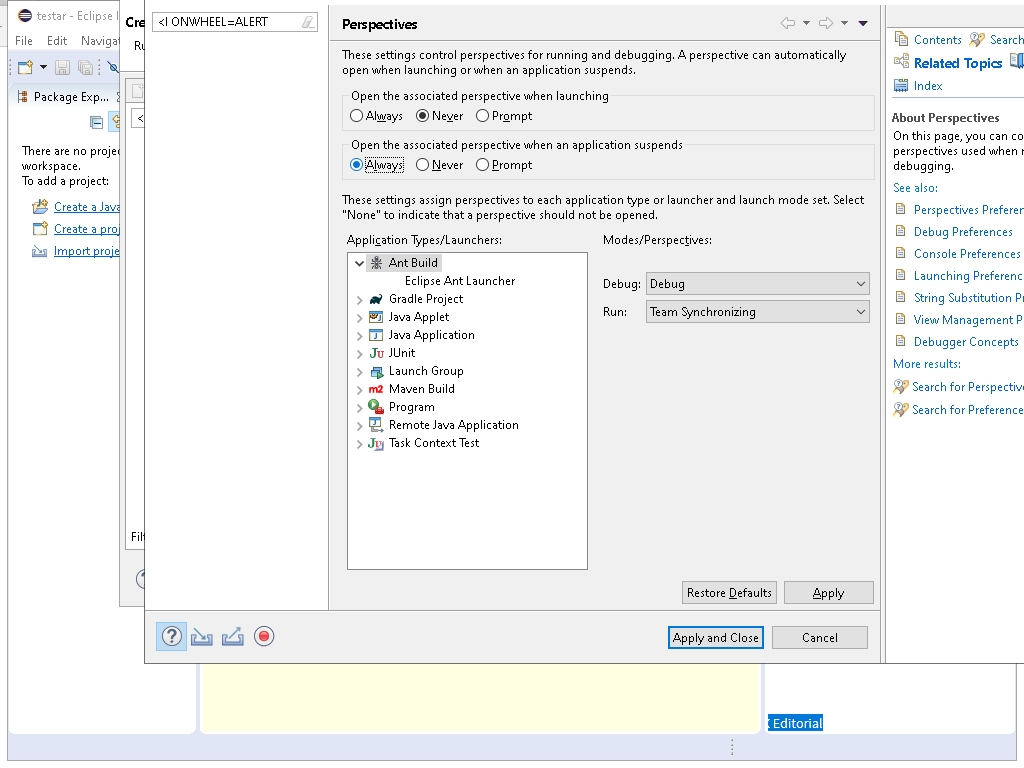 testar - Eclipse I
File Edit Navigat
Package Exp...
There are no projec
workspace.
To add a project:
Create a Java
Create a proj
Import proje
Cre
Ru
<
Filt
<I ONWHEEL=ALERT
Perspectives
These settings control perspectives for running and debugging. A perspective can automatically
open when launching or when an application suspends.
Open the associated perspective when launching
Always Never Prompt
Open the associated perspective when an application suspends
Always Never Prompt
These settings assign perspectives to each application type or launcher and launch mode set. Select
"None" to indicate that a perspective should not be opened.
Application Types/Launchers:
Ant Build
Eclipse Ant Launcher
Gradle Project
Java Applet
Java Application
JUnit
Launch Group
Maven Build
Program
Remote Java Application
Task Context Test
Modes/Perspectives:
Debug: Debug
Run: Team Synchronizing
Restore Defaults Apply
Apply and Close Cancel
Contents Search
Related Topics
Index
About Perspectives
On this page, you can co
perspectives used when r
debugging.
See also:
Perspectives Preferen
Debug Preferences
Console Preferences
Launching Preferenc
String Substitution Pr
View Management P
Debugger Concepts
More results:
Search for Perspective
Search for Preference
Editorial